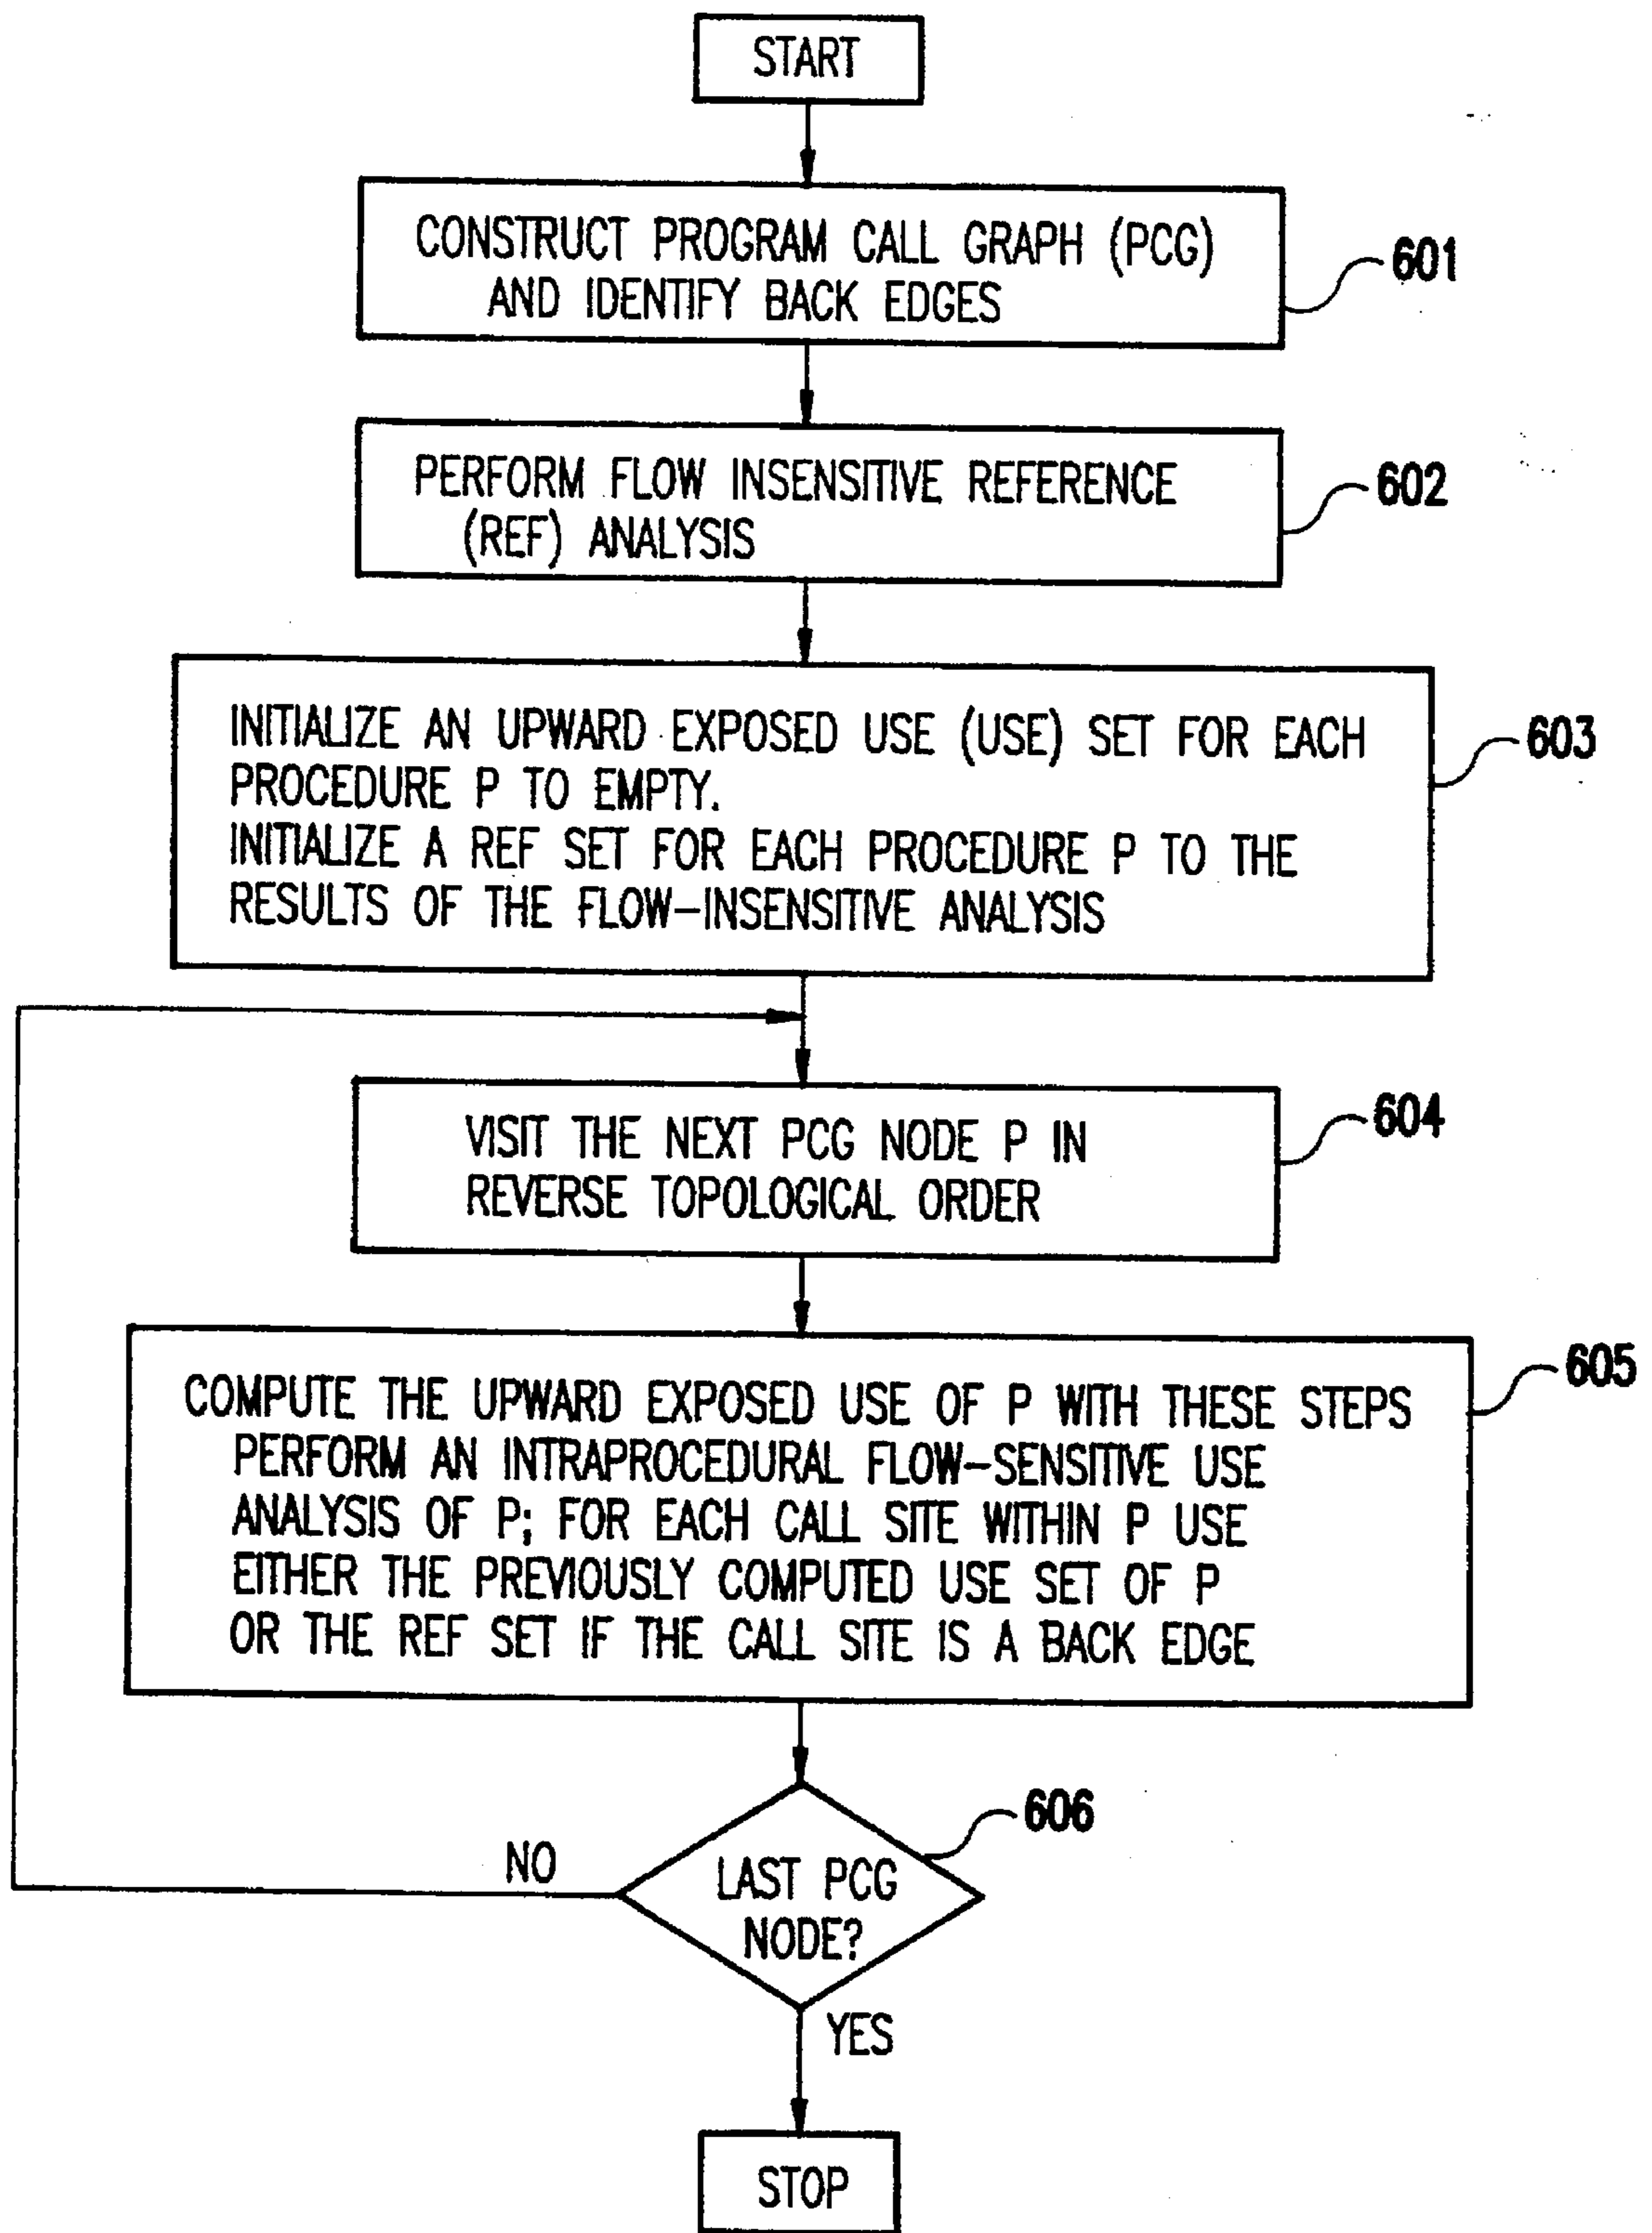 START
CONSTRUCT PROGRAM CALL GRAPH (PCG)
AND IDENTIFY BACK EDGES
601
PERFORM FLOW INSENSITIVE REFERENCE
(REF) ANALYSIS
602
INITIALIZE AN UPWARD EXPOSED USE (USE) SET FOR EACH
PROCEDURE P TO EMPTY.
INITIALIZE A REF SET FOR EACH PROCEDURE P TO THE
RESULTS OF THE FLOW-INSENSITIVE ANALYSIS
603
VISIT THE NEXT PCG NODE P IN
REVERSE TOPOLOGICAL ORDER
604
COMPUTE THE UPWARD EXPOSED USE OF P WITH THESE STEPS
PERFORM AN INTRAPROCEDURAL FLOW-SENSITIVE USE
ANALYSIS OF P; FOR EACH CALL SITE WITHIN P USE
EITHER THE PREVIOUSLY COMPUTED USE SET OF P
OR THE REF SET IF THE CALL SITE IS A BACK EDGE
605
606
LAST PCG
NODE?
NO
YES
STOP